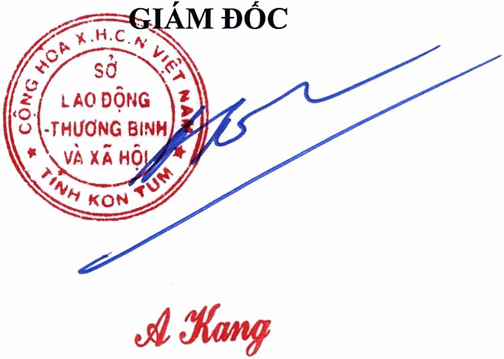 GIÁM ĐỐC
CỘNG HÒA X.H.C.N VIỆT NAM
SỞ
LAO ĐỘNG
-THƯƠNG BINH
VÀ XÃ HỘI
TỈNH KON TUM
A Kang